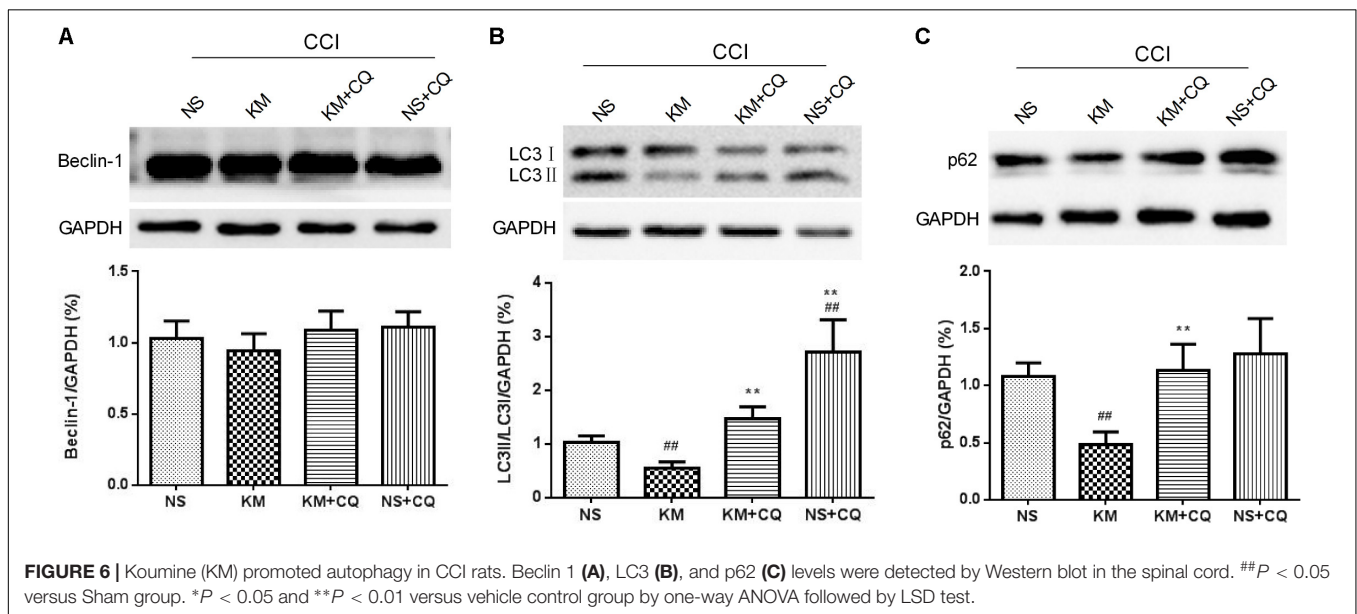 A
CCI
NS KM KM+CQ NS+CQ
Beclin-1
GAPDH
Beclin-1/GAPDH (%)
1.5
1.0
0.5
0.0
NS KM KM+CQ NS+CQ
B
CCI
NS KM KM+CQ NS+CQ
LC3 I
LC3 II
GAPDH
LC3II/LC3I/GAPDH (%)
4
3
2
1
0
##
**
**
##
NS KM KM+CQ NS+CQ
C
CCI
NS KM KM+CQ NS+CQ
p62
GAPDH
p62/GAPDH (%)
2.0
1.5
1.0
0.5
0.0
##
**
NS KM KM+CQ NS+CQ
FIGURE 6 | Koumine (KM) promoted autophagy in CCI rats. Beclin 1 (A), LC3 (B), and p62 (C) levels were detected by Western blot in the spinal cord. ##P < 0.05
versus Sham group. *P < 0.05 and **P < 0.01 versus vehicle control group by one-way ANOVA followed by LSD test.